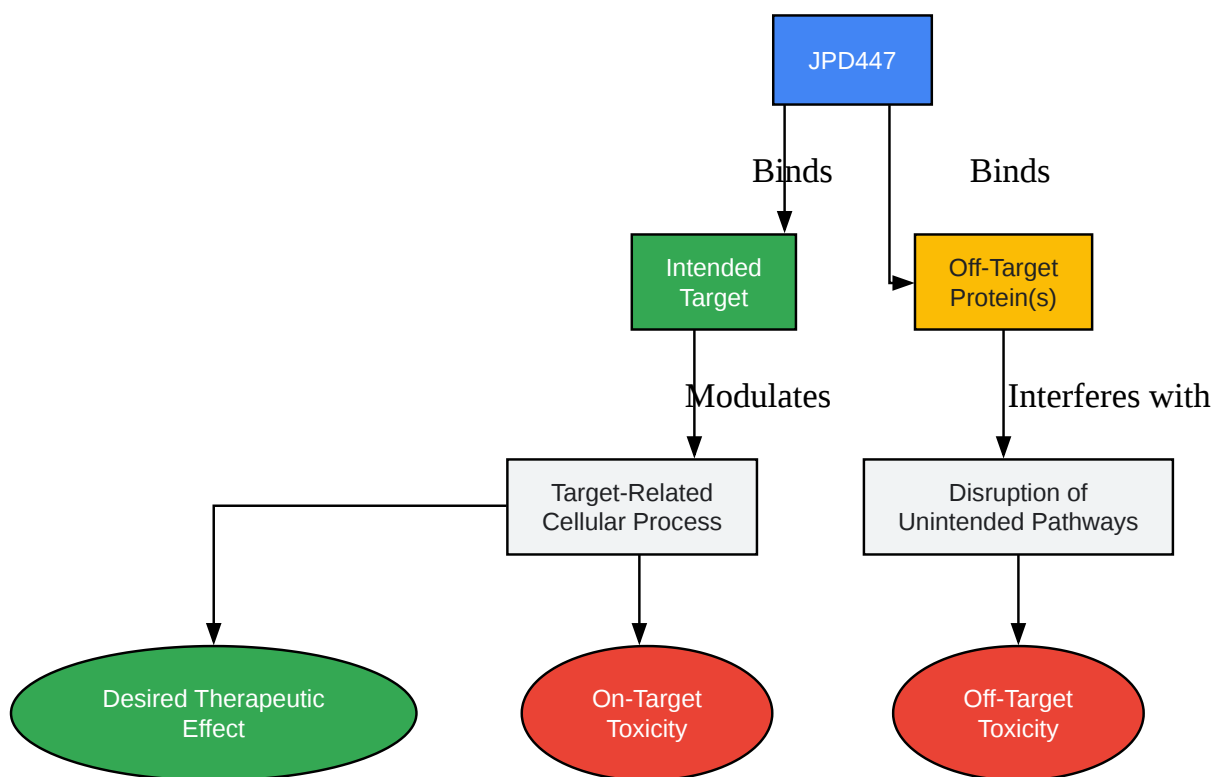 JPD447
Binds
Binds
Intended
Target
Off-Target
Protein(s)
Modulates
Interferes with
Target-Related
Cellular Process
Disruption of
Unintended Pathways
Desired Therapeutic
Effect
On-Target
Toxicity
Off-Target
Toxicity